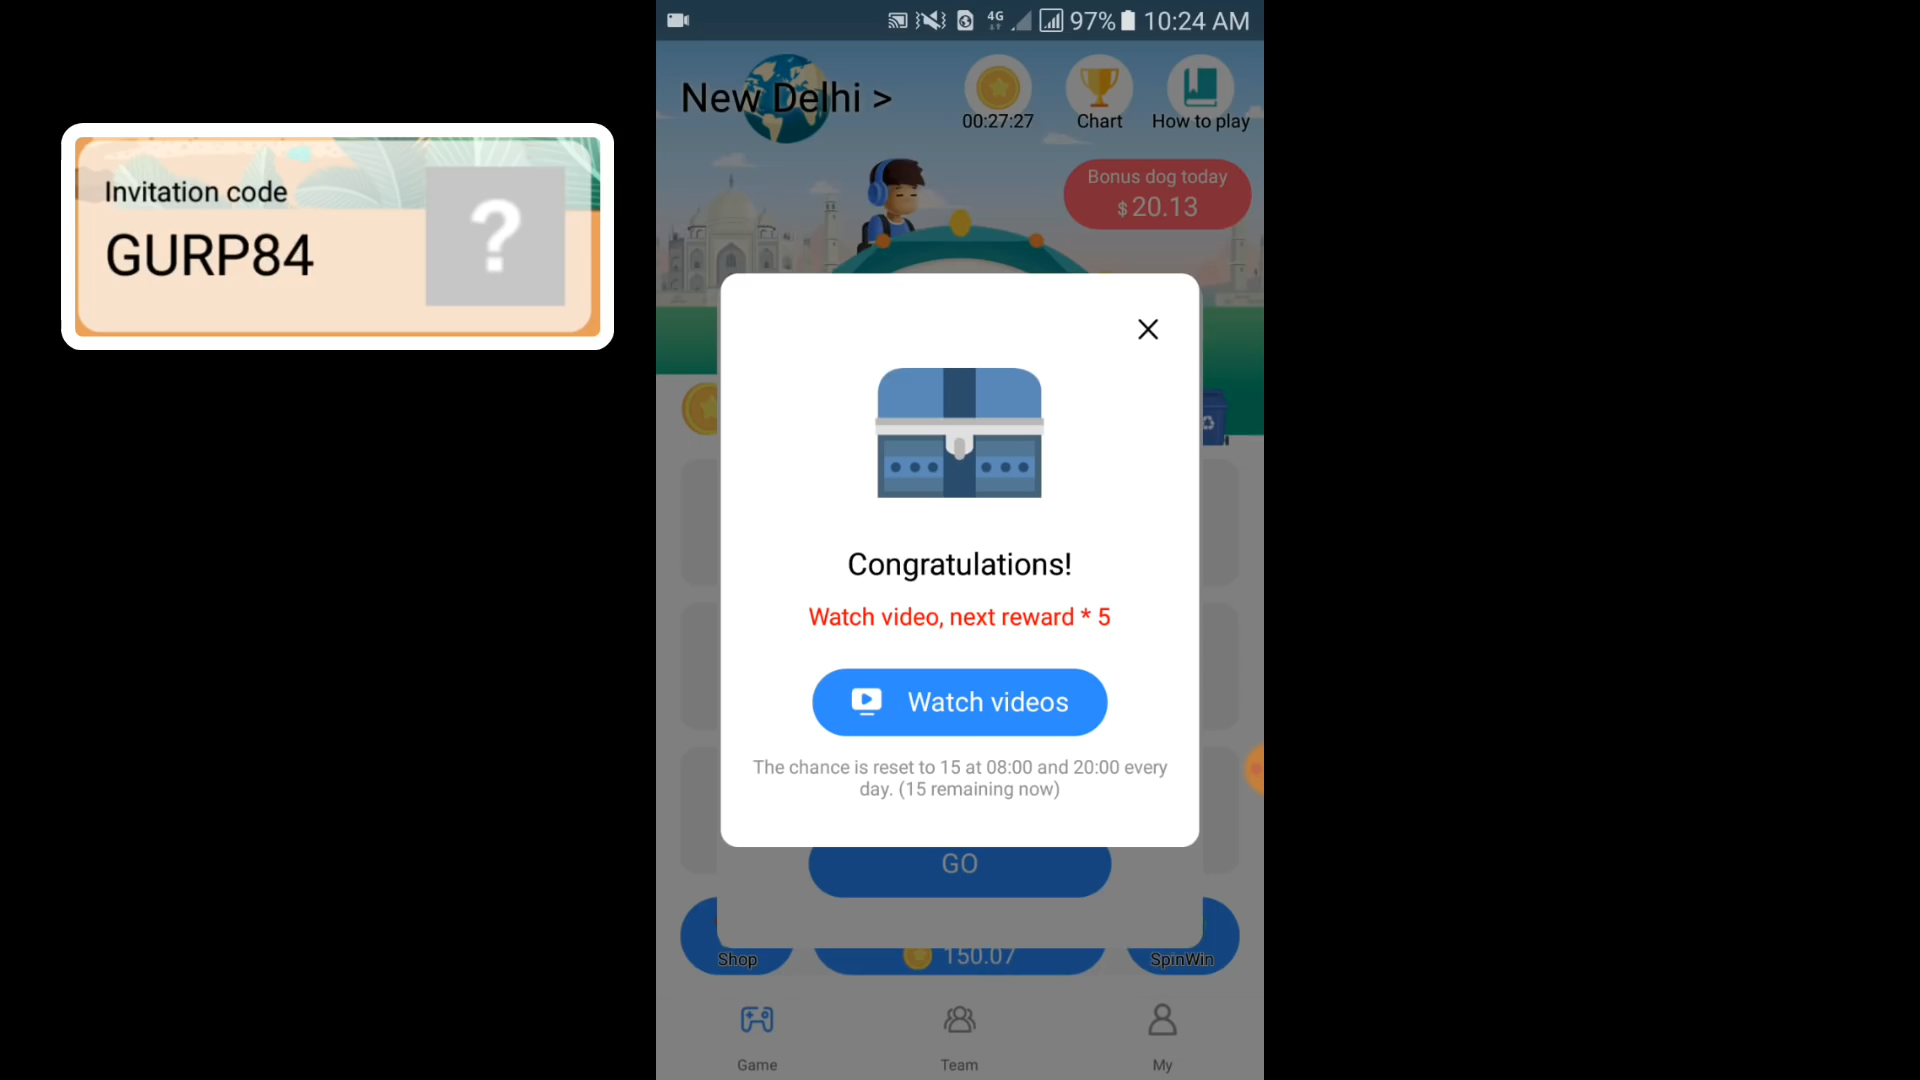 4G 97% 10:24 AM
New Delhi >
00:27:27
Chart
How to play
Bonus dog today
$ 20.13
Invitation code
GURP84
?
Congratulations!
Watch video, next reward * 5
Watch videos
The chance is reset to 15 at 08:00 and 20:00 every
day. (15 remaining now)
GO
Shop
150.07
SpinWin
Game
Team
My